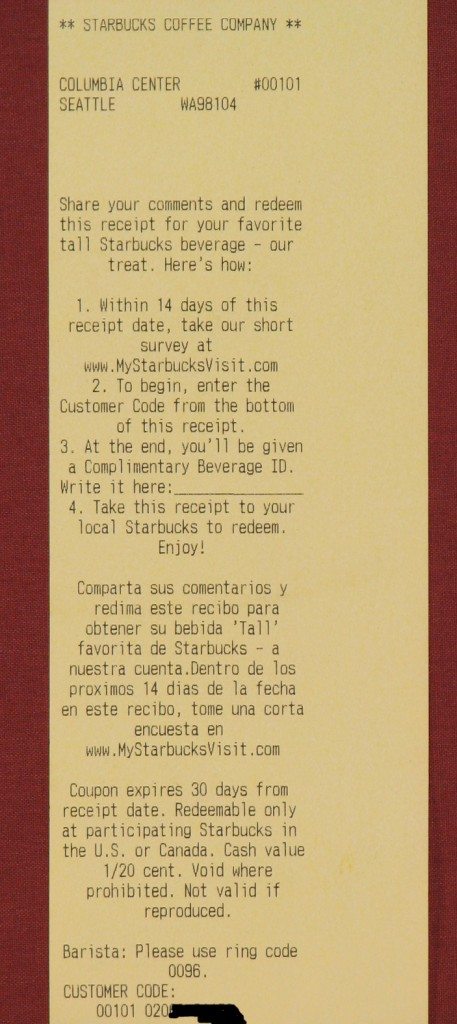 ** STARBUCKS COFFEE COMPANY **
COLUMBIA CENTER #00101
SEATTLE WA98104
Share your comments and redeem
this receipt for your favorite
tall Starbucks beverage - our
treat. Here's how:
1. Within 14 days of this
receipt date, take our short
survey at
www.MyStarbucksVisit.com
2. To begin, enter the
Customer Code from the bottom
of this receipt.
3. At the end, you'll be given
a Complimentary Beverage ID.
Write it here:________________
4. Take this receipt to your
local Starbucks to redeem.
Enjoy!
Comparta sus comentarios y
redima este recibo para
obtener su bebida 'Tall'
favorita de Starbucks - a
nuestra cuenta.Dentro de los
proximos 14 dias de la fecha
en este recibo, tome una corta
encuesta en
www.MyStarbucksVisit.com
Coupon expires 30 days from
receipt date. Redeemable only
at participating Starbucks in
the U.S. or Canada. Cash value
1/20 cent. Void where
prohibited. Not valid if
reproduced.
Barista: Please use ring code
0096.
CUSTOMER CODE:
00101